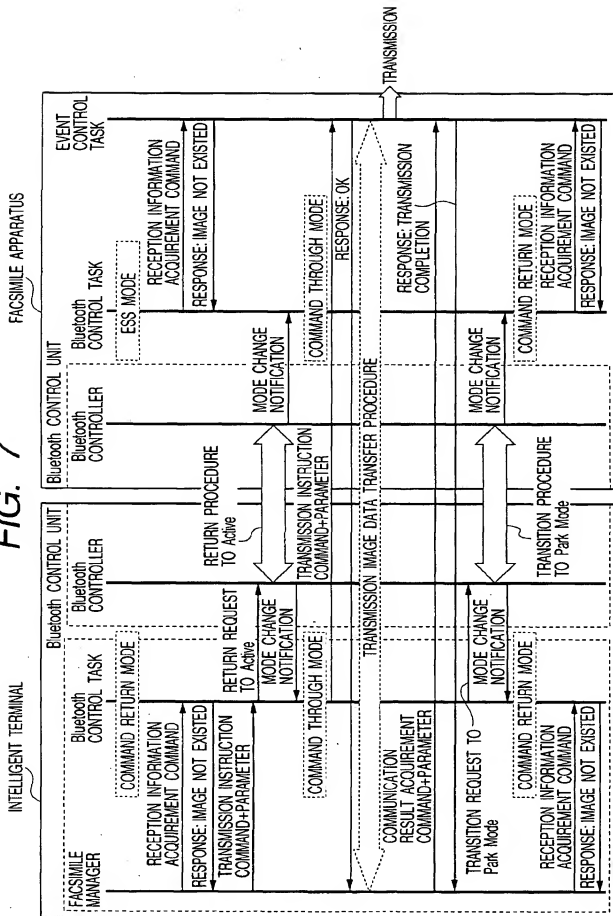 FIG. 7
INTELLIGENT TERMINAL
FACSIMILE APPARATUS
Bluetooth CONTROL UNIT
Bluetooth CONTROL UNIT
FACSIMILE
MANAGER
Bluetooth
CONTROL TASK
Bluetooth
CONTROLLER
Bluetooth
CONTROLLER
Bluetooth
CONTROL TASK
EVENT
CONTROL
TASK
COMMAND RETURN MODE
ESS MODE
RECEPTION INFORMATION
ACQUIREMENT COMMAND
RECEPTION INFORMATION
ACQUIREMENT COMMAND
RESPONSE: IMAGE NOT EXISTED
RESPONSE: IMAGE NOT EXISTED
TRANSMISSION INSTRUCTION
COMMAND+PARAMETER
RETURN REQUEST
TO Active
RETURN PROCEDURE
TO Active
MODE CHANGE
NOTIFICATION
MODE CHANGE
NOTIFICATION
TRANSMISSION INSTRUCTION
COMMAND+PARAMETER
COMMAND THROUGH MODE
COMMAND THROUGH MODE
RESPONSE: OK
TRANSMISSION IMAGE DATA TRANSFER PROCEDURE
TRANSMISSION
COMMUNICATION
RESULT ACQUIREMENT
COMMAND+PARAMETER
RESPONSE: TRANSMISSION
COMPLETION
TRANSITION REQUEST TO
Park MODE
MODE CHANGE
NOTIFICATION
TRANSITION PROCEDURE
TO Park MODE
MODE CHANGE
NOTIFICATION
COMMAND RETURN MODE
COMMAND RETURN MODE
RECEPTION INFORMATION
ACQUIREMENT COMMAND
RECEPTION INFORMATION
ACQUIREMENT COMMAND
RESPONSE: IMAGE NOT EXISTED
RESPONSE: IMAGE NOT EXISTED